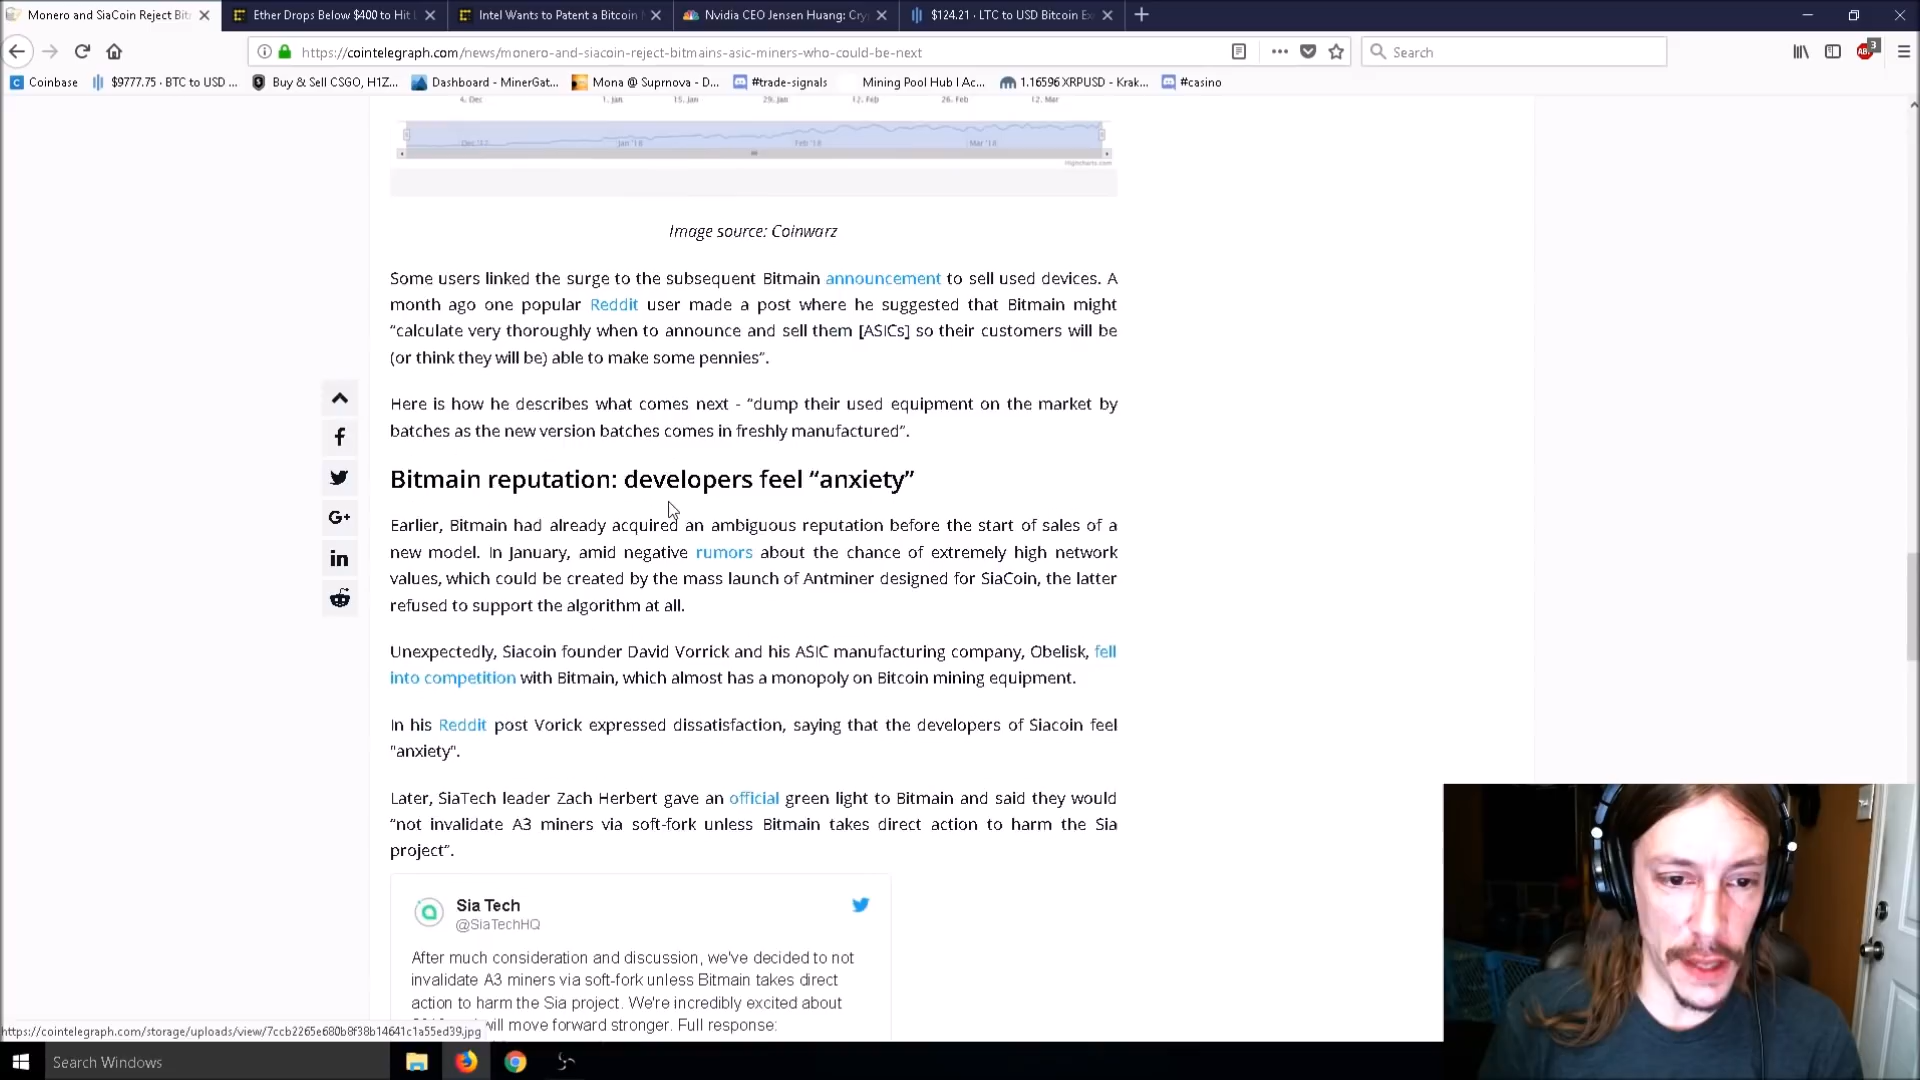 Monero and SiaCoin Reject Bit
Ether Drops Below $400 to Hit L
Intel Wants to Patent a Bitcoin
Nvidia CEO Jensen Huang: Cry
$124.21 · LTC to USD Bitcoin Ex
https://cointelegraph.com/news/monero-and-siacoin-reject-bitmains-asic-miners-who-could-be-next
Search
3
Coinbase
$9777.75 · BTC to USD ...
Buy & Sell CSGO, H1Z...
Dashboard - MinerGat...
Mona @ Suprnova - D...
#trade-signals
Mining Pool Hub l Ac...
1.16596 XRPUSD - Krak...
#casino
4. Dec 1. Jan 15. Jan 29. Jan 12. Feb 26. Feb 12. Mar
Dec '17 Jan '18 Feb '18 Mar '18
Highcharts.com
Image source: Coinwarz
Some users linked the surge to the subsequent Bitmain announcement to sell used devices. A
month ago one popular Reddit user made a post where he suggested that Bitmain might
“calculate very thoroughly when to announce and sell them [ASICs] so their customers will be
(or think they will be) able to make some pennies”.
Here is how he describes what comes next - “dump their used equipment on the market by
batches as the new version batches comes in freshly manufactured”.
Bitmain reputation: developers feel “anxiety”
Earlier, Bitmain had already acquired an ambiguous reputation before the start of sales of a
new model. In January, amid negative rumors about the chance of extremely high network
values, which could be created by the mass launch of Antminer designed for SiaCoin, the latter
refused to support the algorithm at all.
Unexpectedly, Siacoin founder David Vorrick and his ASIC manufacturing company, Obelisk, fell
into competition with Bitmain, which almost has a monopoly on Bitcoin mining equipment.
In his Reddit post Vorick expressed dissatisfaction, saying that the developers of Siacoin feel
"anxiety".
Later, SiaTech leader Zach Herbert gave an official green light to Bitmain and said they would
“not invalidate A3 miners via soft-fork unless Bitmain takes direct action to harm the Sia
project”.
Sia Tech
@SiaTechHQ
After much consideration and discussion, we've decided to not
invalidate A3 miners via soft-fork unless Bitmain takes direct
action to harm the Sia project. We're incredibly excited about
will move forward stronger. Full response:
https://cointelegraph.com/storage/uploads/view/7ccb2265e680b8f38b14641c1a55ed39.jpg
Search Windows